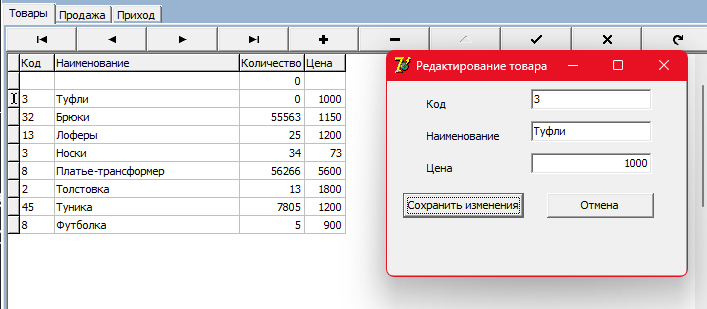 Товары Продажа Приход
Код Наименование Количество Цена
0
3 Туфли 0 1000
32 Брюки 55563 1150
13 Лоферы 25 1200
3 Носки 34 73
8 Платье-трансформер 56266 5600
2 Толстовка 13 1800
45 Туника 7805 1200
8 Футболка 5 900
Редактирование товара
Код 3
Наименование Туфли
Цена 1000
Сохранить изменения Отмена